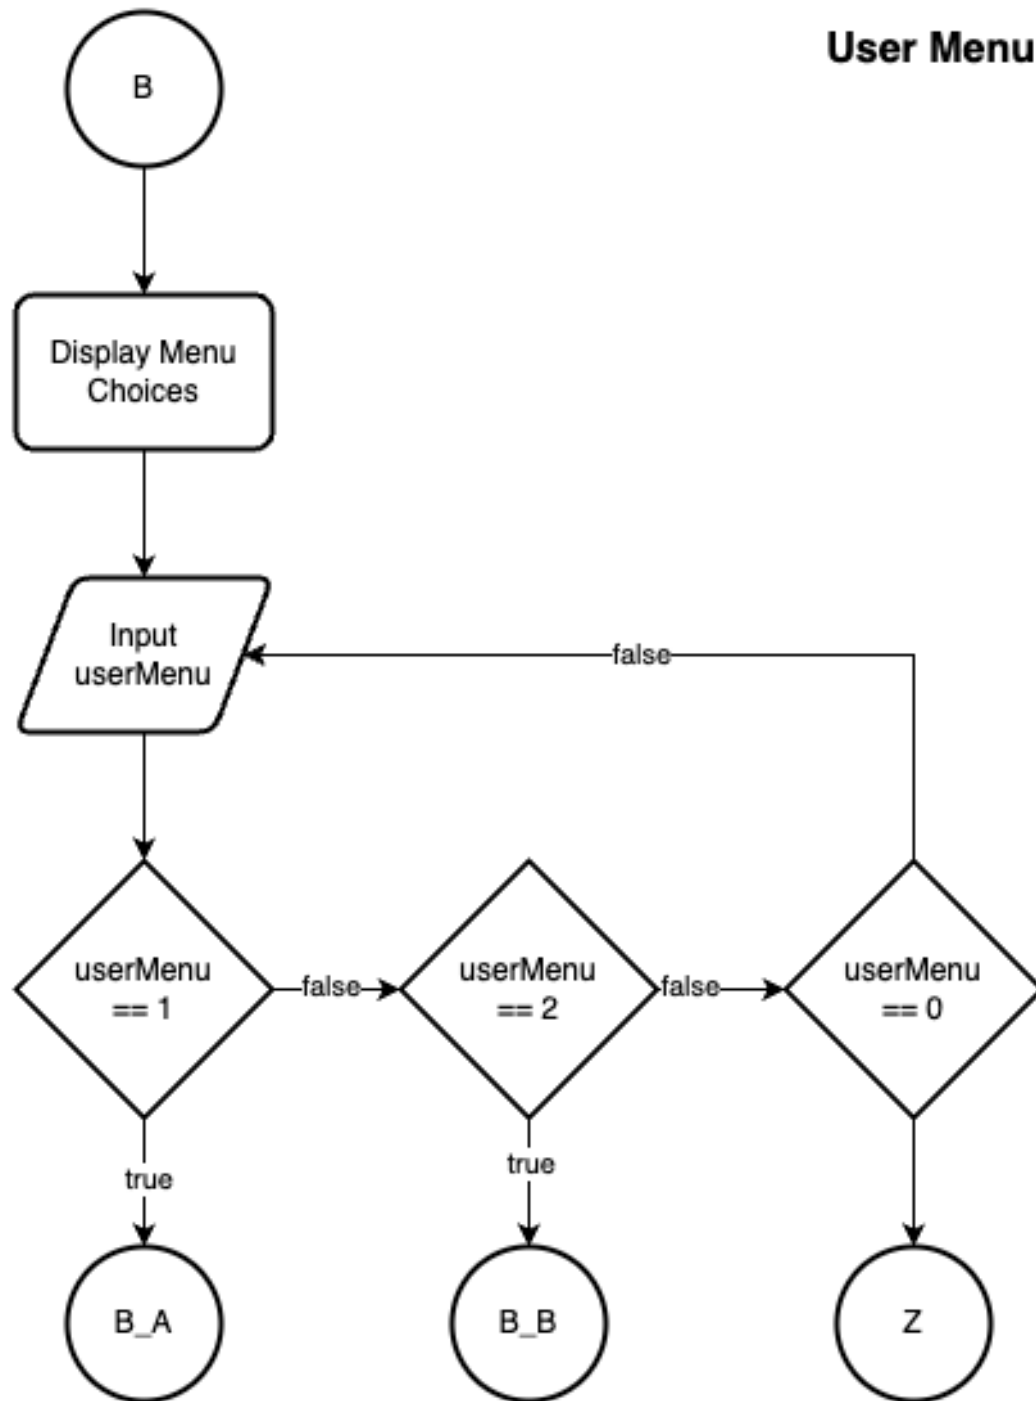 User Menu
B
Display Menu
Choices
Input
userMenu
false
userMenu
== 1
false
userMenu
== 2
false
userMenu
== 0
true
true
B_A
B_B
Z